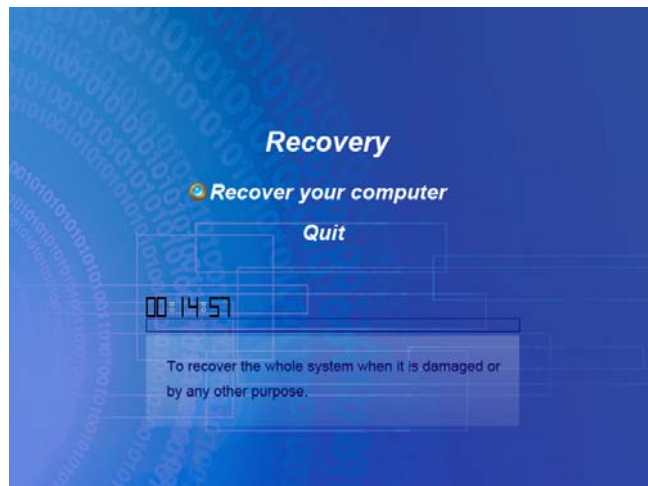 Recovery
Recover your computer
Quit
00:14:57
To recover the whole system when it is damaged or
by any other purpose.